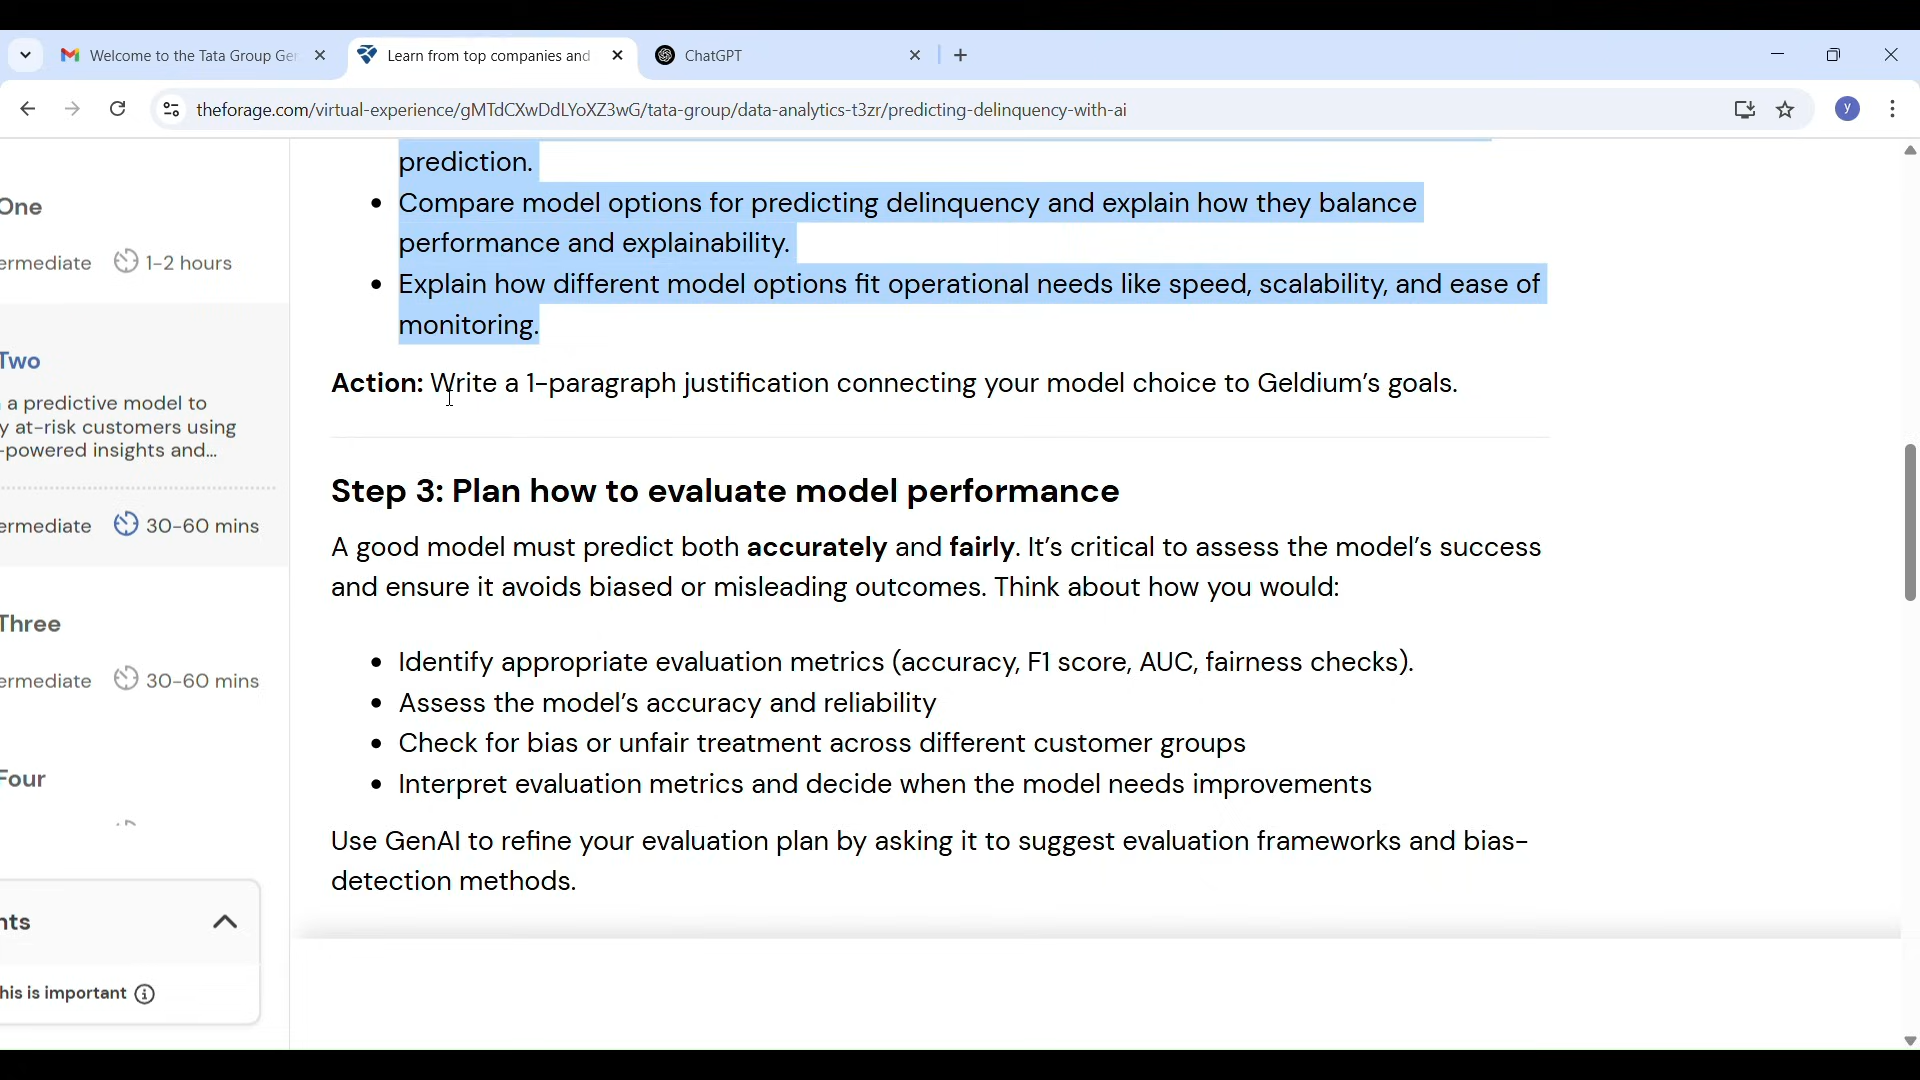 Welcome to the Tata Group Ger
Learn from top companies and
ChatGPT
theforage.com/virtual-experience/gMTdCXwDdLYoXZ3wG/tata-group/data-analytics-t3zr/predicting-delinquency-with-ai
y
One
ermediate 1-2 hours
Two
a predictive model to
y at-risk customers using
-powered insights and...
ermediate 30-60 mins
Three
ermediate 30-60 mins
Four
nts
his is important
prediction.
• Compare model options for predicting delinquency and explain how they balance
performance and explainability.
• Explain how different model options fit operational needs like speed, scalability, and ease of
monitoring.
Action: Write a 1-paragraph justification connecting your model choice to Geldium’s goals.
Step 3: Plan how to evaluate model performance
A good model must predict both accurately and fairly. It’s critical to assess the model’s success
and ensure it avoids biased or misleading outcomes. Think about how you would:
• Identify appropriate evaluation metrics (accuracy, F1 score, AUC, fairness checks).
• Assess the model’s accuracy and reliability
• Check for bias or unfair treatment across different customer groups
• Interpret evaluation metrics and decide when the model needs improvements
Use GenAI to refine your evaluation plan by asking it to suggest evaluation frameworks and bias-
detection methods.